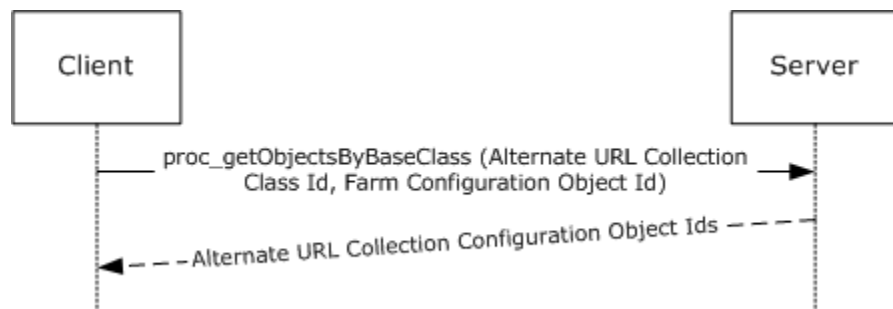 Client
Server
proc_getObjectsByBaseClass (Alternate URL Collection
Class Id, Farm Configuration Object Id)
Alternate URL Collection Configuration Object Ids